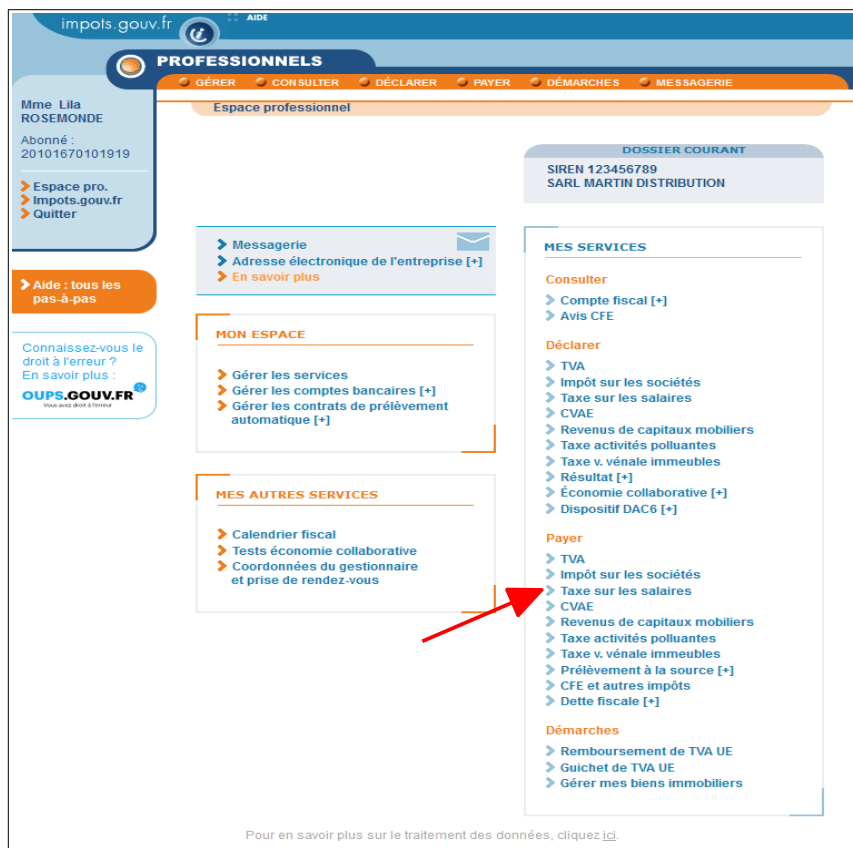 impots.gouv.fr
AIDE
PROFESSIONNELS
GÉRER CONSULTER DÉCLARER PAYER DÉMARCHES MESSAGERIE
Mme Lila
ROSEMONDE
Abonné :
20101670101919
Espace pro.
Impots.gouv.fr
Quitter
Aide : tous les
pas-à-pas
Connaissez-vous le
droit à l'erreur ?
En savoir plus :
OUPS.GOUV.FR
Vous avez droit à l'erreur
Espace professionnel
DOSSIER COURANT
SIREN 123456789
SARL MARTIN DISTRIBUTION
Messagerie
Adresse électronique de l'entreprise [+]
En savoir plus
MON ESPACE
Gérer les services
Gérer les comptes bancaires [+]
Gérer les contrats de prélèvement
automatique [+]
MES AUTRES SERVICES
Calendrier fiscal
Tests économie collaborative
Coordonnées du gestionnaire
et prise de rendez-vous
MES SERVICES
Consulter
Compte fiscal [+]
Avis CFE
Déclarer
TVA
Impôt sur les sociétés
Taxe sur les salaires
CVAE
Revenus de capitaux mobiliers
Taxe activités polluantes
Taxe v. vénale immeubles
Résultat [+]
Économie collaborative [+]
Dispositif DAC6 [+]
Payer
TVA
Impôt sur les sociétés
Taxe sur les salaires
CVAE
Revenus de capitaux mobiliers
Taxe activités polluantes
Taxe v. vénale immeubles
Prélèvement à la source [+]
CFE et autres impôts
Dette fiscale [+]
Démarches
Remboursement de TVA UE
Guichet de TVA UE
Gérer mes biens immobiliers
Pour en savoir plus sur le traitement des données, cliquez ici.